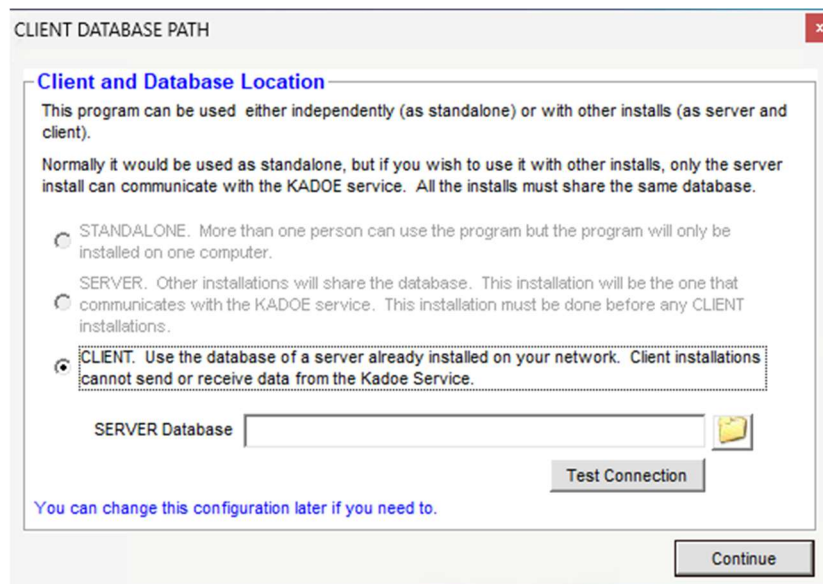 CLIENT DATABASE PATH
x
Client and Database Location
This program can be used either independently (as standalone) or with other installs (as server and
client).
Normally it would be used as standalone, but if you wish to use it with other installs, only the server
install can communicate with the KADOE service. All the installs must share the same database.
STANDALONE. More than one person can use the program but the program will only be
installed on one computer.
SERVER. Other installations will share the database. This installation will be the one that
communicates with the KADOE service. This installation must be done before any CLIENT
installations.
CLIENT. Use the database of a server already installed on your network. Client installations
cannot send or receive data from the Kadoe Service.
SERVER Database
Test Connection
You can change this configuration later if you need to.
Continue